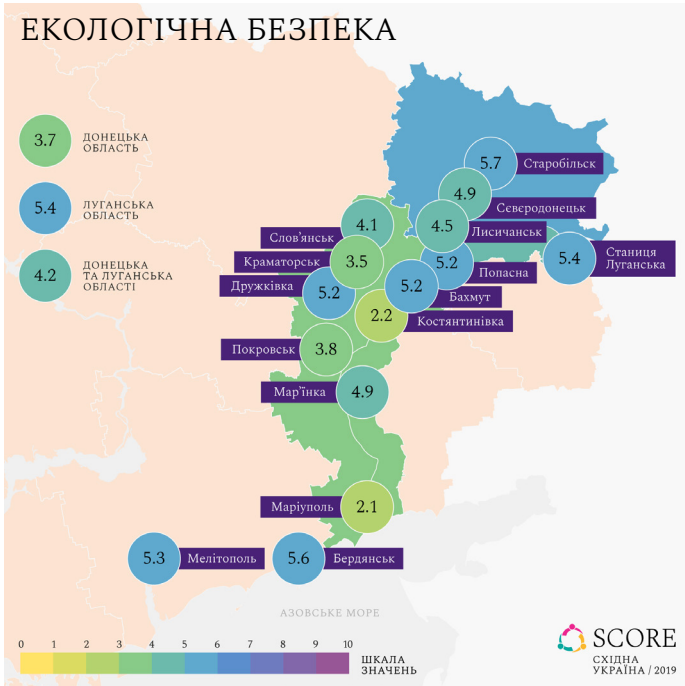 ЕКОЛОГІЧНА БЕЗПЕКА
3.7
ДОНЕЦЬКА
ОБЛАСТЬ
5.4
ЛУГАНСЬКА
ОБЛАСТЬ
4.2
ДОНЕЦЬКА
ТА ЛУГАНСЬКА
ОБЛАСТІ
5.7 Старобільск
4.9 Сєвєродонецьк
Слов'янськ 4.1
4.5 Лисичанськ
Краматорськ 3.5
5.2 Попасна
5.4 Станиця
Луганська
Дружківка 5.2
5.2 Бахмут
2.2 Костянтинівка
Покровськ 3.8
Мар'їнка 4.9
Маріуполь 2.1
5.3 Мелітополь
5.6 Бердянськ
АЗОВСЬКЕ МОРЕ
0 1 2 3 4 5 6 7 8 9 10
ШКАЛА
ЗНАЧЕНЬ
SCORE
СХІДНА
УКРАЇНА / 2019